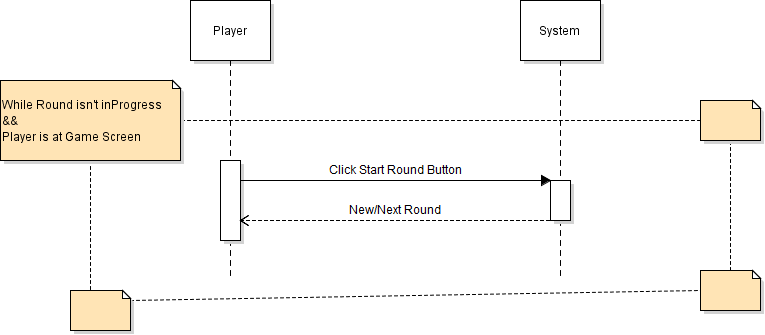 Player
System
While Round isn't inProgress
&&
Player is at Game Screen
Click Start Round Button
New/Next Round